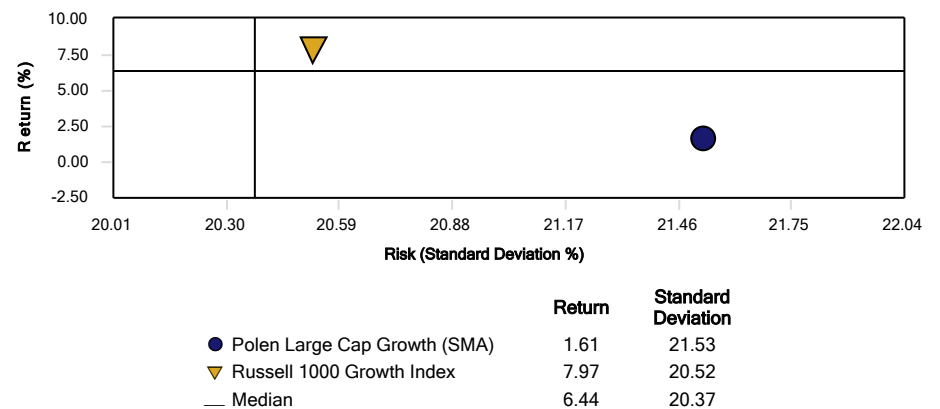 10.00
7.50
5.00
2.50
0.00
-2.50
Return (%)
20.01 20.30 20.59 20.88 21.17 21.46 21.75 22.04
Risk (Standard Deviation %)
Return Standard Deviation
Polen Large Cap Growth (SMA) 1.61 21.53
Russell 1000 Growth Index 7.97 20.52
Median 6.44 20.37